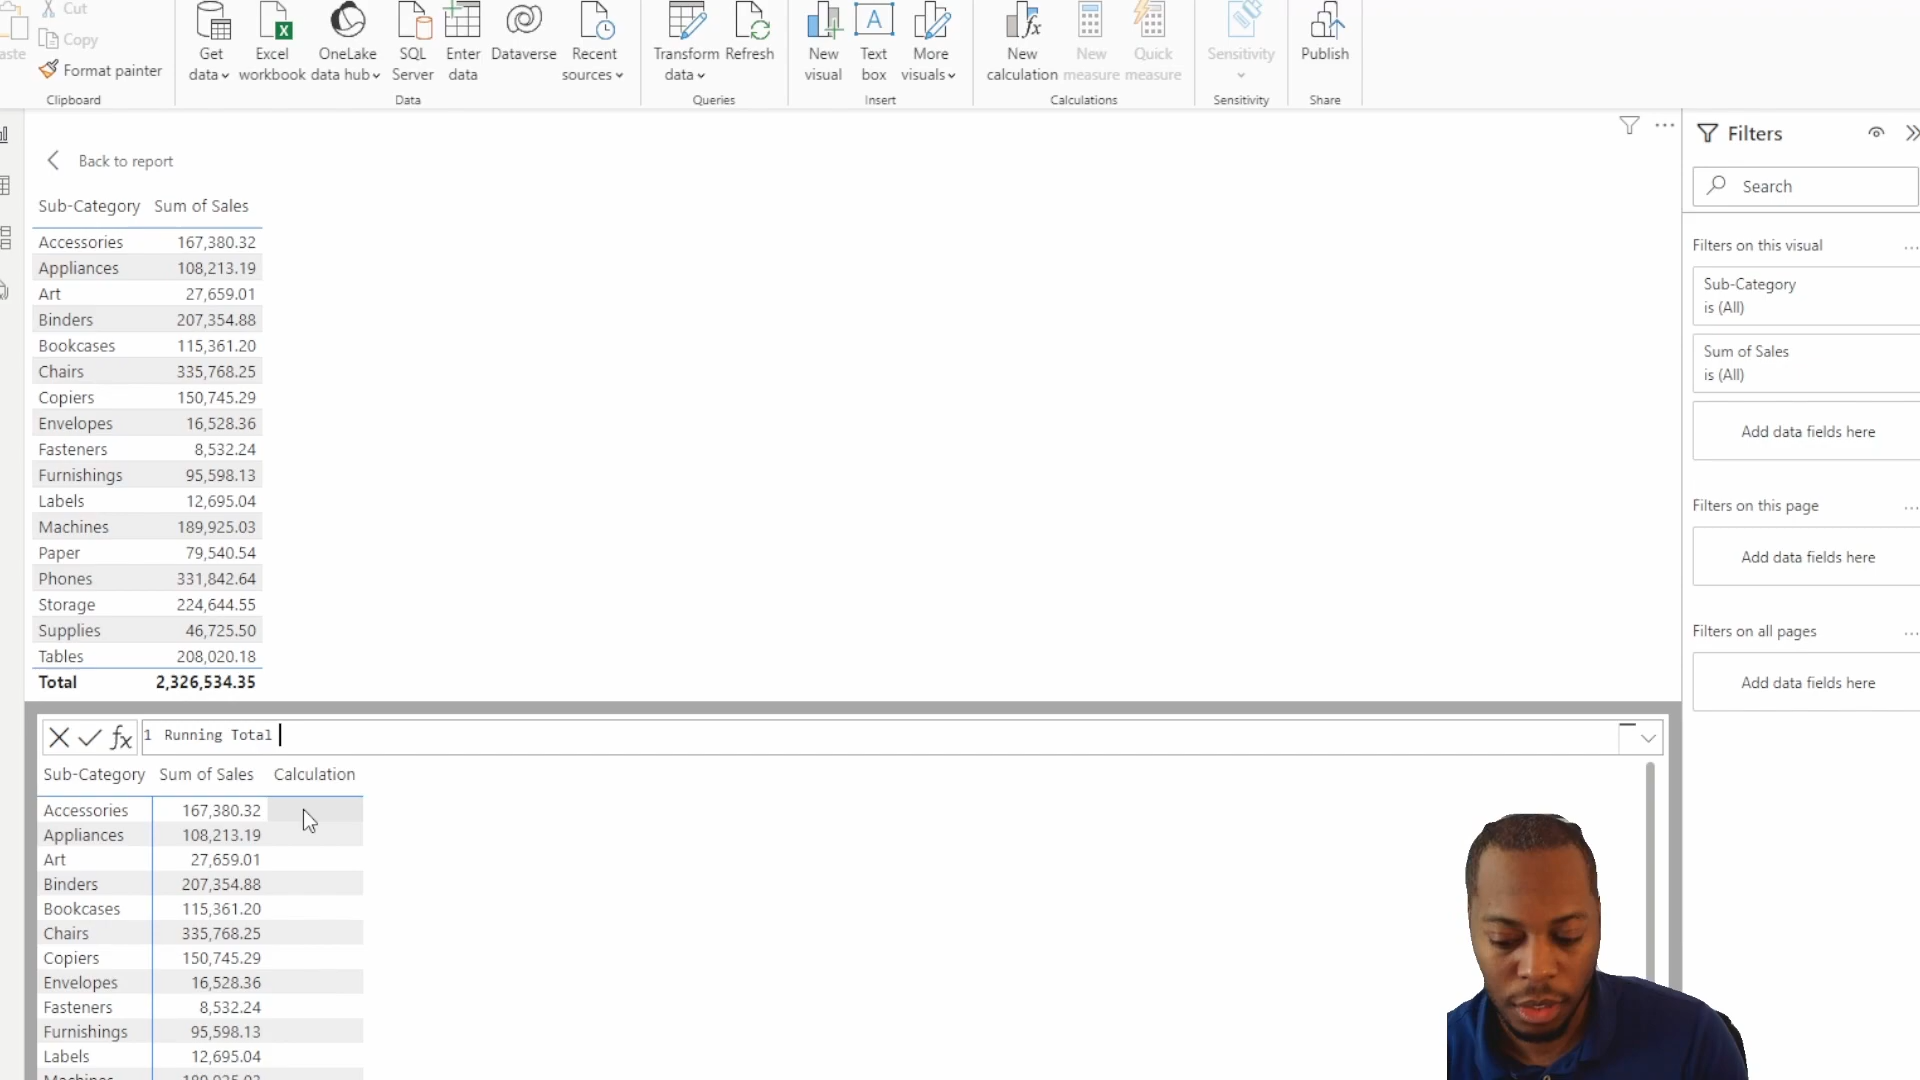 Cut
Copy
Format painter
Clipboard
Get data
Excel workbook
OneLake data hub
SQL Server
Enter data
Dataverse
Recent sources
Data
Transform data
Refresh
Queries
New visual
Text box
More visuals
Insert
New calculation
New measure
Quick measure
Calculations
Sensitivity
Sensitivity
Publish
Share
Back to report
Sub-Category Sum of Sales
Accessories 167,380.32
Appliances 108,213.19
Art 27,659.01
Binders 207,354.88
Bookcases 115,361.20
Chairs 335,768.25
Copiers 150,745.29
Envelopes 16,528.36
Fasteners 8,532.24
Furnishings 95,598.13
Labels 12,695.04
Machines 189,925.03
Paper 79,540.54
Phones 331,842.64
Storage 224,644.55
Supplies 46,725.50
Tables 208,020.18
Total 2,326,534.35
1 Running Total
Sub-Category Sum of Sales Calculation
Accessories 167,380.32
Appliances 108,213.19
Art 27,659.01
Binders 207,354.88
Bookcases 115,361.20
Chairs 335,768.25
Copiers 150,745.29
Envelopes 16,528.36
Fasteners 8,532.24
Furnishings 95,598.13
Labels 12,695.04
Filters
Search
Filters on this visual
Sub-Category
is (All)
Sum of Sales
is (All)
Add data fields here
Filters on this page
Add data fields here
Filters on all pages
Add data fields here